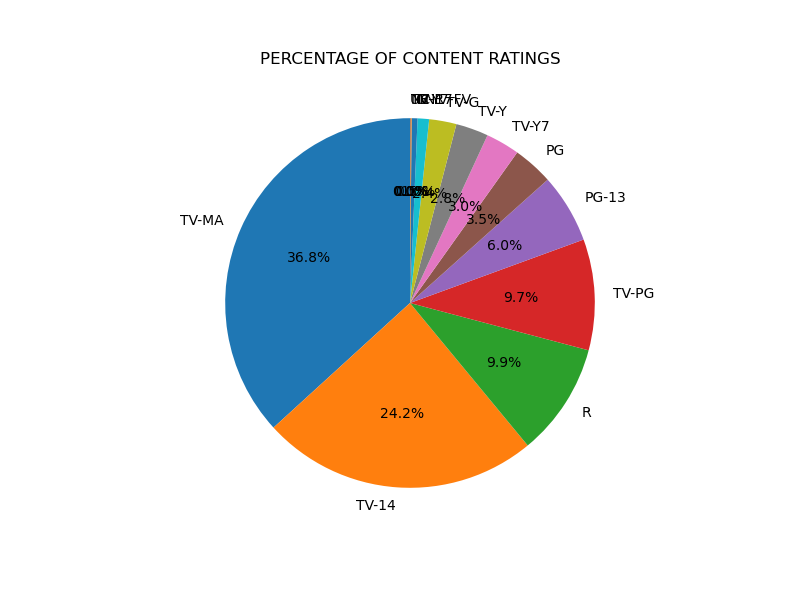 PERCENTAGE OF CONTENT RATINGS
TV-G
TV-Y
TV-Y7
PG
PG-13
TV-PG
R
TV-14
TV-MA
2.8%
3.0%
3.5%
6.0%
9.7%
9.9%
24.2%
36.8%